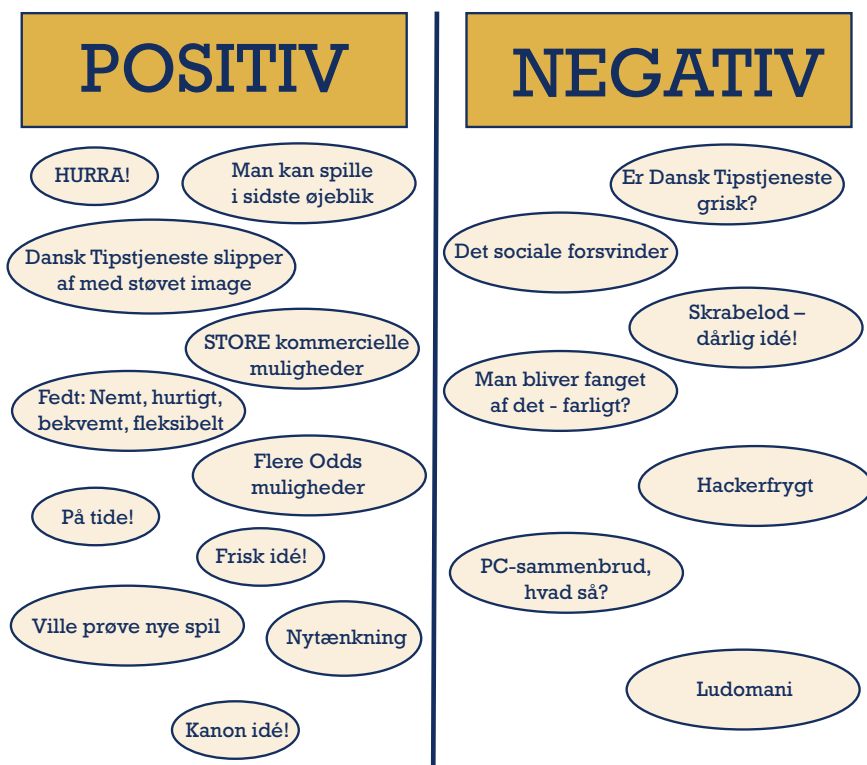 POSITIV
HURRA!
Man kan spille
i sidste øjeblik
Dansk Tipstjeneste slipper
af med støvet image
STORE kommercielle
muligheder
Fedt: Nemt, hurtigt,
bekvemt, fleksibelt
Flere Odds
muligheder
På tide!
Frisk idé!
Ville prøve nye spil
Nytænkning
Kanon idé!
NEGATIV
Er Dansk Tipstjeneste
grisk?
Det sociale forsvinder
Skrabelod –
dårlig idé!
Man bliver fanget
af det - farligt?
Hackerfrygt
PC-sammenbrud,
hvad så?
Ludomani